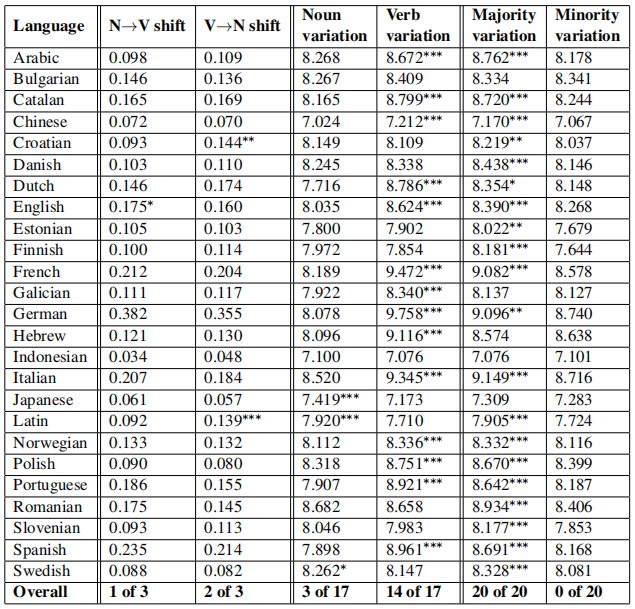 Language N→V shift V→N shift Noun variation Verb variation Majority variation Minority variation
Arabic 0.098 0.109 8.268 8.672*** 8.762*** 8.178
Bulgarian 0.146 0.136 8.267 8.409 8.334 8.341
Catalan 0.165 0.169 8.165 8.799*** 8.720*** 8.244
Chinese 0.072 0.070 7.024 7.212*** 7.170*** 7.067
Croatian 0.093 0.144** 8.149 8.109 8.219** 8.037
Danish 0.103 0.110 8.245 8.338 8.438*** 8.146
Dutch 0.146 0.174 7.716 8.786*** 8.354* 8.148
English 0.175* 0.160 8.035 8.624*** 8.390*** 8.268
Estonian 0.105 0.103 7.800 7.902 8.022** 7.679
Finnish 0.100 0.114 7.972 7.854 8.181*** 7.644
French 0.212 0.204 8.189 9.472*** 9.082*** 8.578
Galician 0.111 0.117 7.922 8.340*** 8.137 8.127
German 0.382 0.355 8.078 9.758*** 9.096** 8.740
Hebrew 0.121 0.130 8.096 9.116*** 8.574 8.638
Indonesian 0.034 0.048 7.100 7.076 7.076 7.101
Italian 0.207 0.184 8.520 9.345*** 9.149*** 8.716
Japanese 0.061 0.057 7.419*** 7.173 7.309 7.283
Latin 0.092 0.139*** 7.920*** 7.710 7.905*** 7.724
Norwegian 0.133 0.132 8.112 8.336*** 8.332*** 8.116
Polish 0.090 0.080 8.318 8.751*** 8.670*** 8.399
Portuguese 0.186 0.155 7.907 8.921*** 8.642*** 8.187
Romanian 0.175 0.145 8.682 8.658 8.934*** 8.406
Slovenian 0.093 0.113 8.046 7.983 8.177*** 7.853
Spanish 0.235 0.214 7.898 8.961*** 8.691*** 8.168
Swedish 0.088 0.082 8.262* 8.147 8.328*** 8.081
Overall 1 of 3 2 of 3 3 of 17 14 of 17 20 of 20 0 of 20